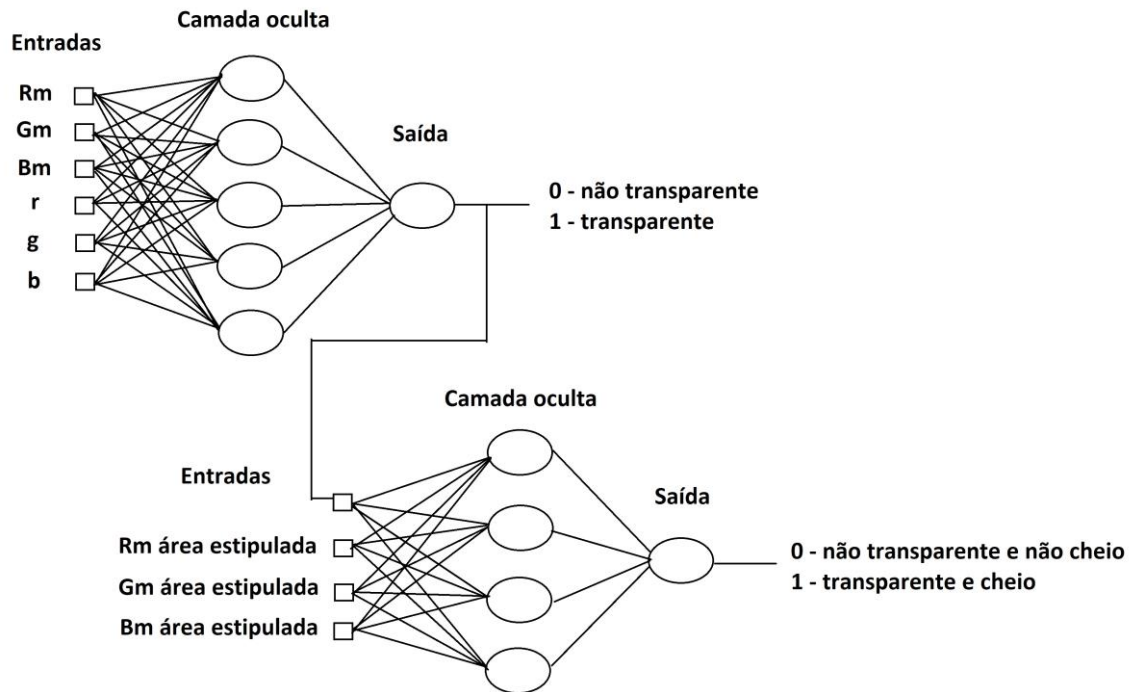 Camada oculta
Entradas
Rm
Gm
Bm
r
g
b
Saída
0 - não transparente
1 - transparente
Camada oculta
Entradas
Rm área estipulada
Gm área estipulada
Bm área estipulada
Saída
0 - não transparente e não cheio
1 - transparente e cheio